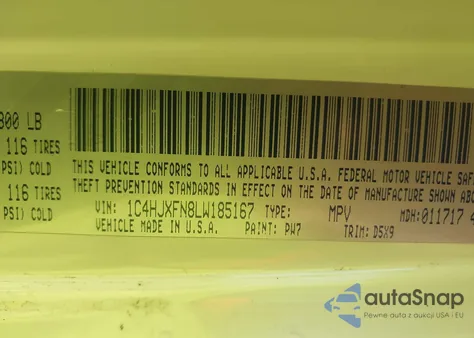 800 LB
116 TIRES
PSI) COLD
116 TIRES
PSI) COLD
THIS VEHICLE CONFORMS TO ALL APPLICABLE U.S.A. FEDERAL MOTOR VEHICLE SAFE
THEFT PREVENTION STANDARDS IN EFFECT ON THE DATE OF MANUFACTURE SHOWN ABO
VIN: 1C4HJXFN8LW185167 TYPE: MPV MDH: 011717 4
VEHICLE MADE IN U.S.A. PAINT: PW7 TRIM: D5X9
autoSnap
Pewne auta z aukcji USA i EU